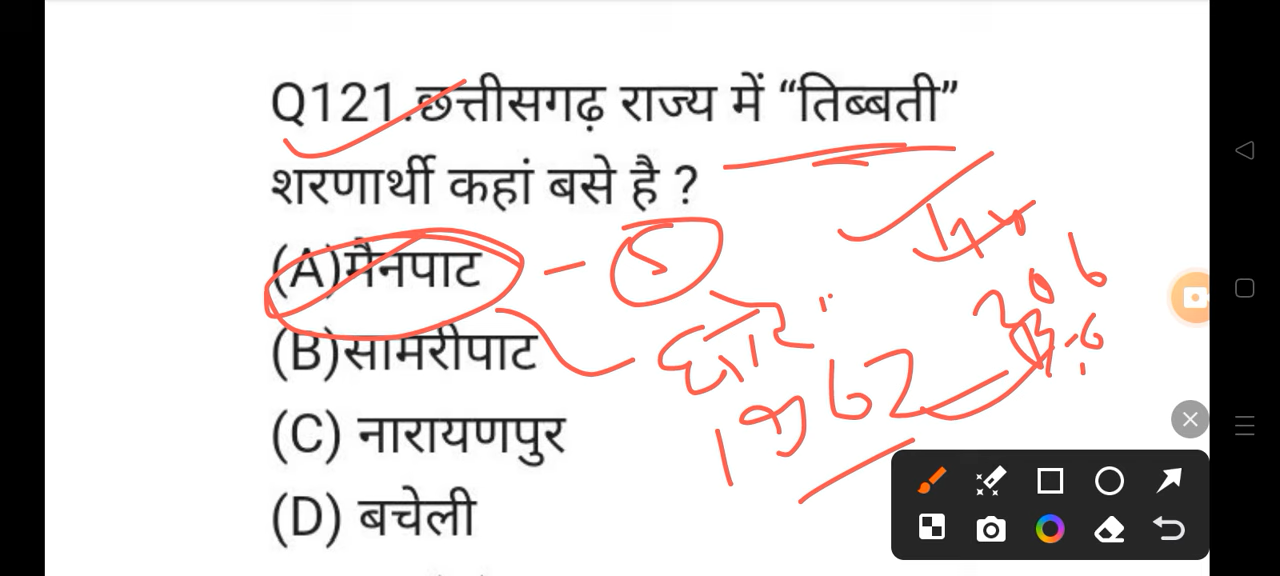 Q121.छत्तीसगढ़ राज्य में “तिब्बती”
शरणार्थी कहां बसे है ?
(A)मैनपाट - S
(B)सामरीपाट
(C) नारायणपुर
(D) बचेली
1962